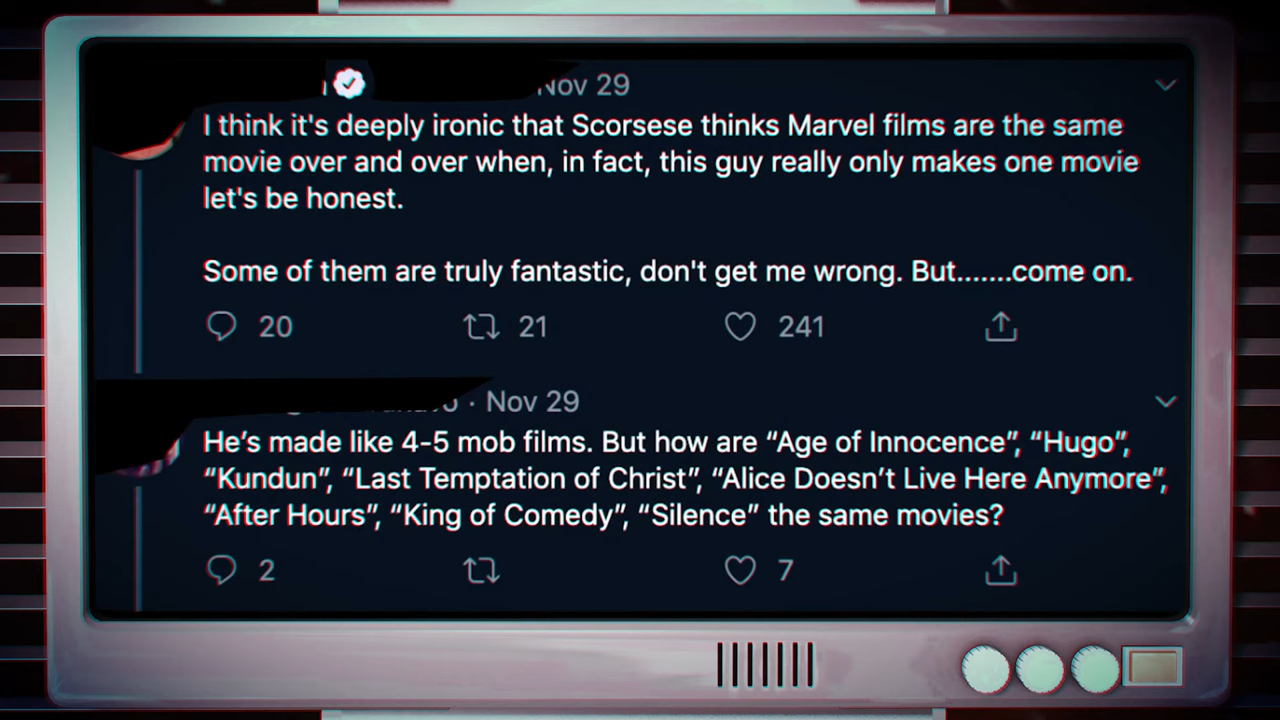 Nov 29
I think it's deeply ironic that Scorsese thinks Marvel films are the same
movie over and over when, in fact, this guy really only makes one movie
let's be honest.
Some of them are truly fantastic, don't get me wrong. But.......come on.
20 21 241
· Nov 29
He’s made like 4-5 mob films. But how are “Age of Innocence”, “Hugo”,
“Kundun”, “Last Temptation of Christ”, “Alice Doesn’t Live Here Anymore”,
“After Hours”, “King of Comedy”, “Silence” the same movies?
2 7